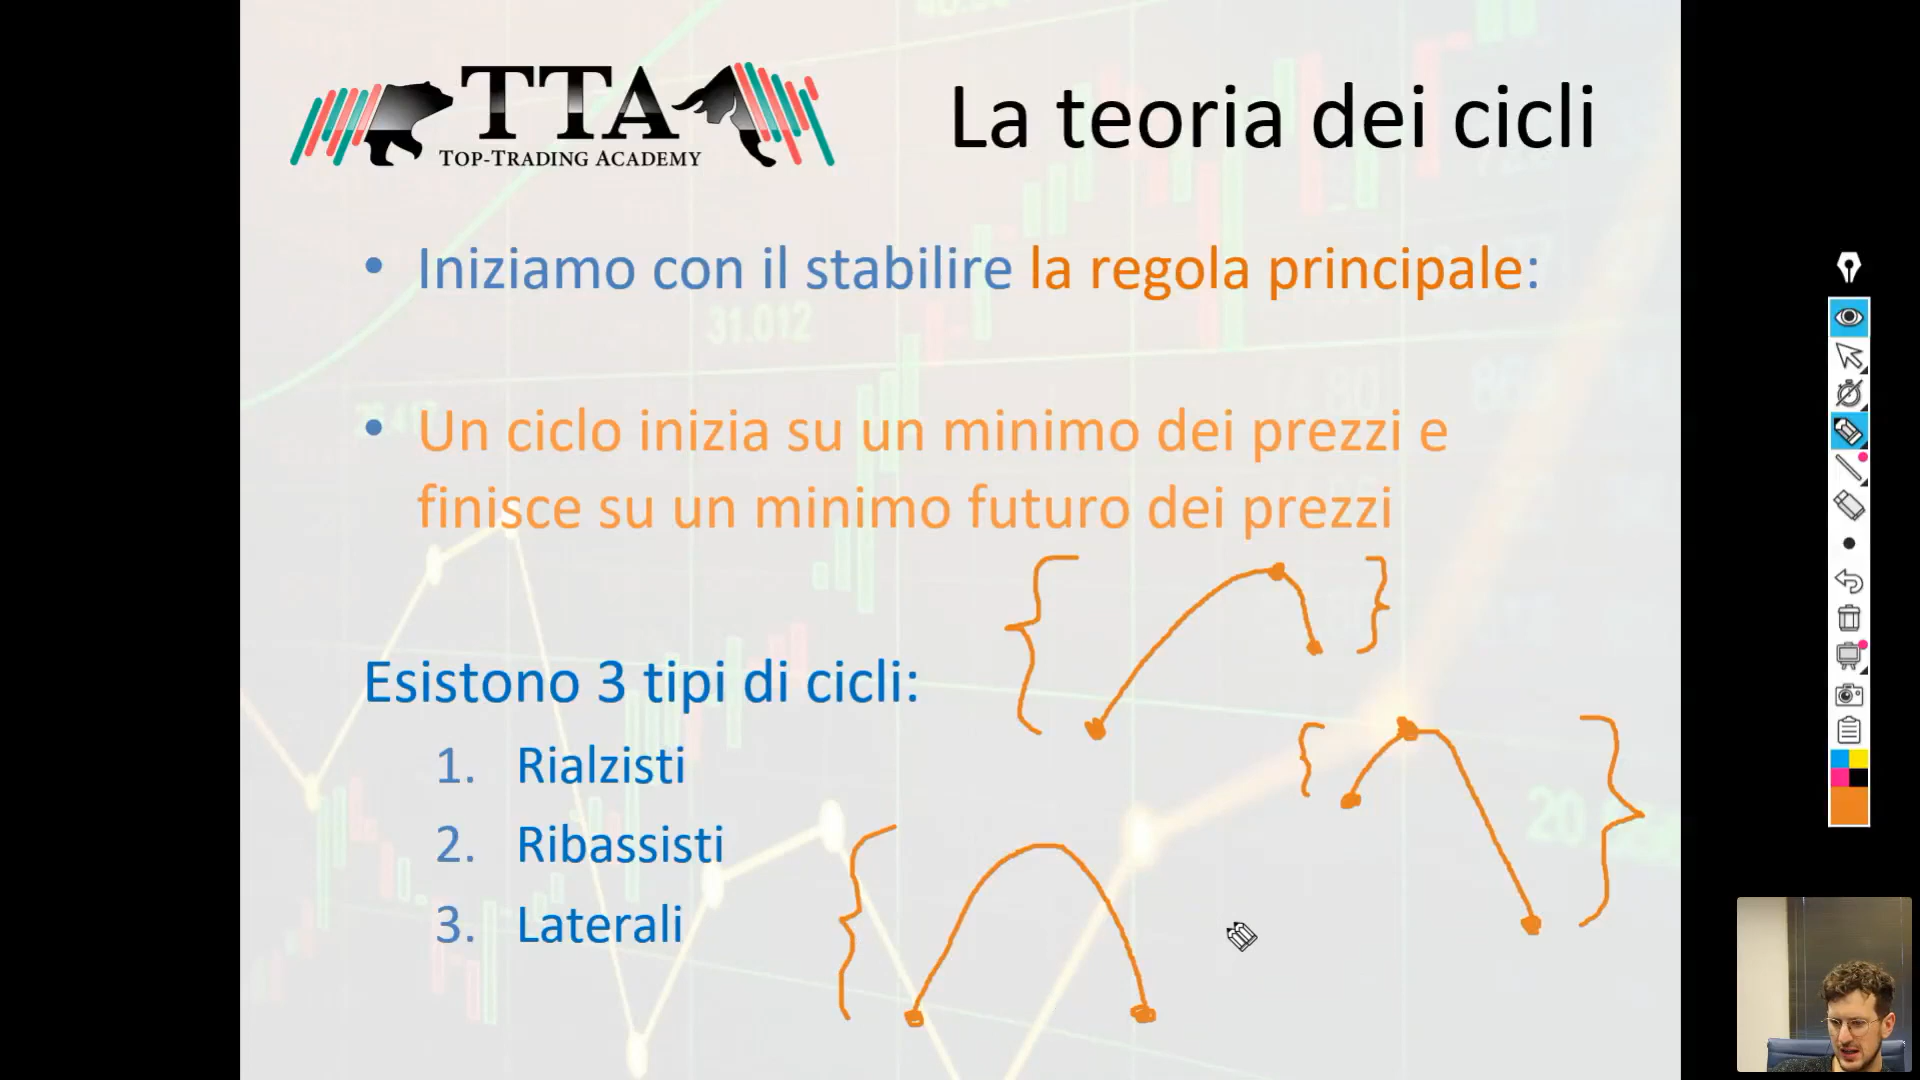 TTA
TOP-TRADING ACADEMY
La teoria dei cicli
• Iniziamo con il stabilire la regola principale:
31.012
• Un ciclo inizia su un minimo dei prezzi e
finisce su un minimo futuro dei prezzi
Esistono 3 tipi di cicli:
1. Rialzisti
2. Ribassisti
3. Laterali